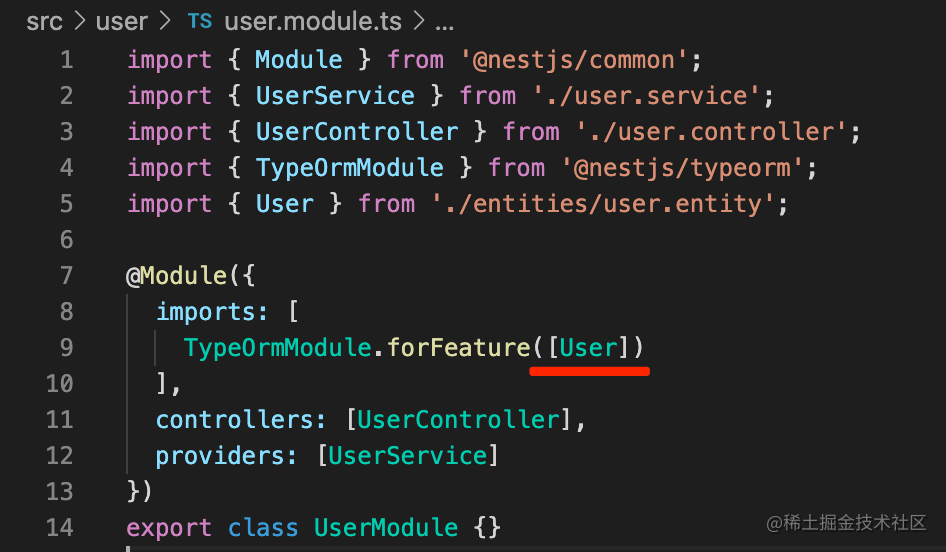 src > user > TS user.module.ts > ...
1 import { Module } from '@nestjs/common';
2 import { UserService } from './user.service';
3 import { UserController } from './user.controller';
4 import { TypeOrmModule } from '@nestjs/typeorm';
5 import { User } from './entities/user.entity';
6
7 @Module({
8   imports: [
9     TypeOrmModule.forFeature([User])
10   ],
11   controllers: [UserController],
12   providers: [UserService]
13 })
14 export class UserModule {}
@稀土掘金技术社区